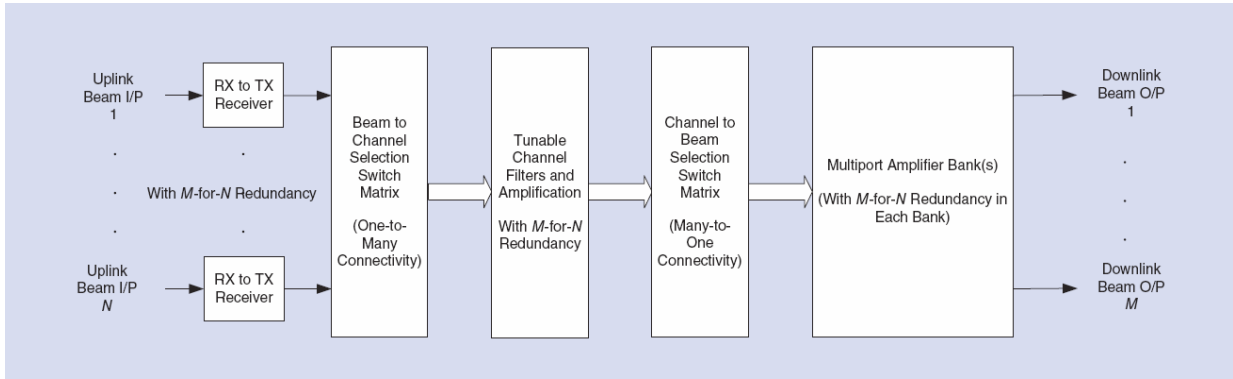 Uplink
Beam I/P
1
.
.
.
Uplink
Beam I/P
N
RX to TX
Receiver
.
With M-for-N Redundancy
.
RX to TX
Receiver
Beam to
Channel
Selection
Switch
Matrix
(One-to-
Many
Connectivity)
Tunable
Channel
Filters and
Amplification
With M-for-N
Redundancy
Channel to
Beam
Selection
Switch
Matrix
(Many-to-
One
Connectivity)
Multiport Amplifier Bank(s)
(With M-for-N Redundancy in
Each Bank)
Downlink
Beam O/P
1
.
.
.
Downlink
Beam O/P
M